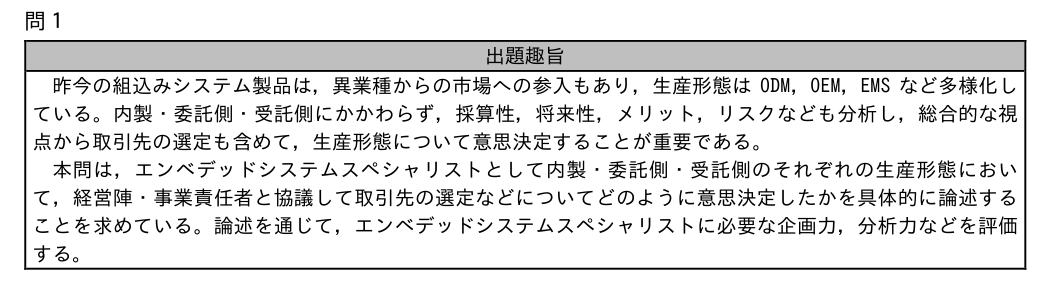 問1
出題趣旨
昨今の組込みシステム製品は，異業種からの市場への参入もあり，生産形態は ODM，OEM，EMS など多様化し
ている。内製・委託側・受託側にかかわらず，採算性，将来性，メリット，リスクなども分析し，総合的な視
点から取引先の選定も含めて，生産形態について意思決定することが重要である。
本問は，エンベデッドシステムスペシャリストとして内製・委託側・受託側のそれぞれの生産形態におい
て，経営陣・事業責任者と協議して取引先の選定などについてどのように意思決定したかを具体的に論述する
ことを求めている。論述を通じて，エンベデッドシステムスペシャリストに必要な企画力，分析力などを評価
する。